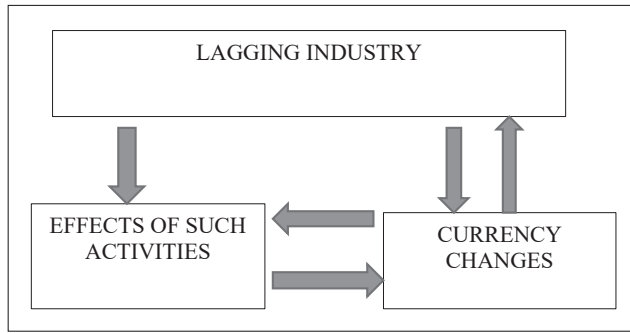 LAGGING INDUSTRY
EFFECTS OF SUCH
ACTIVITIES
CURRENCY
CHANGES